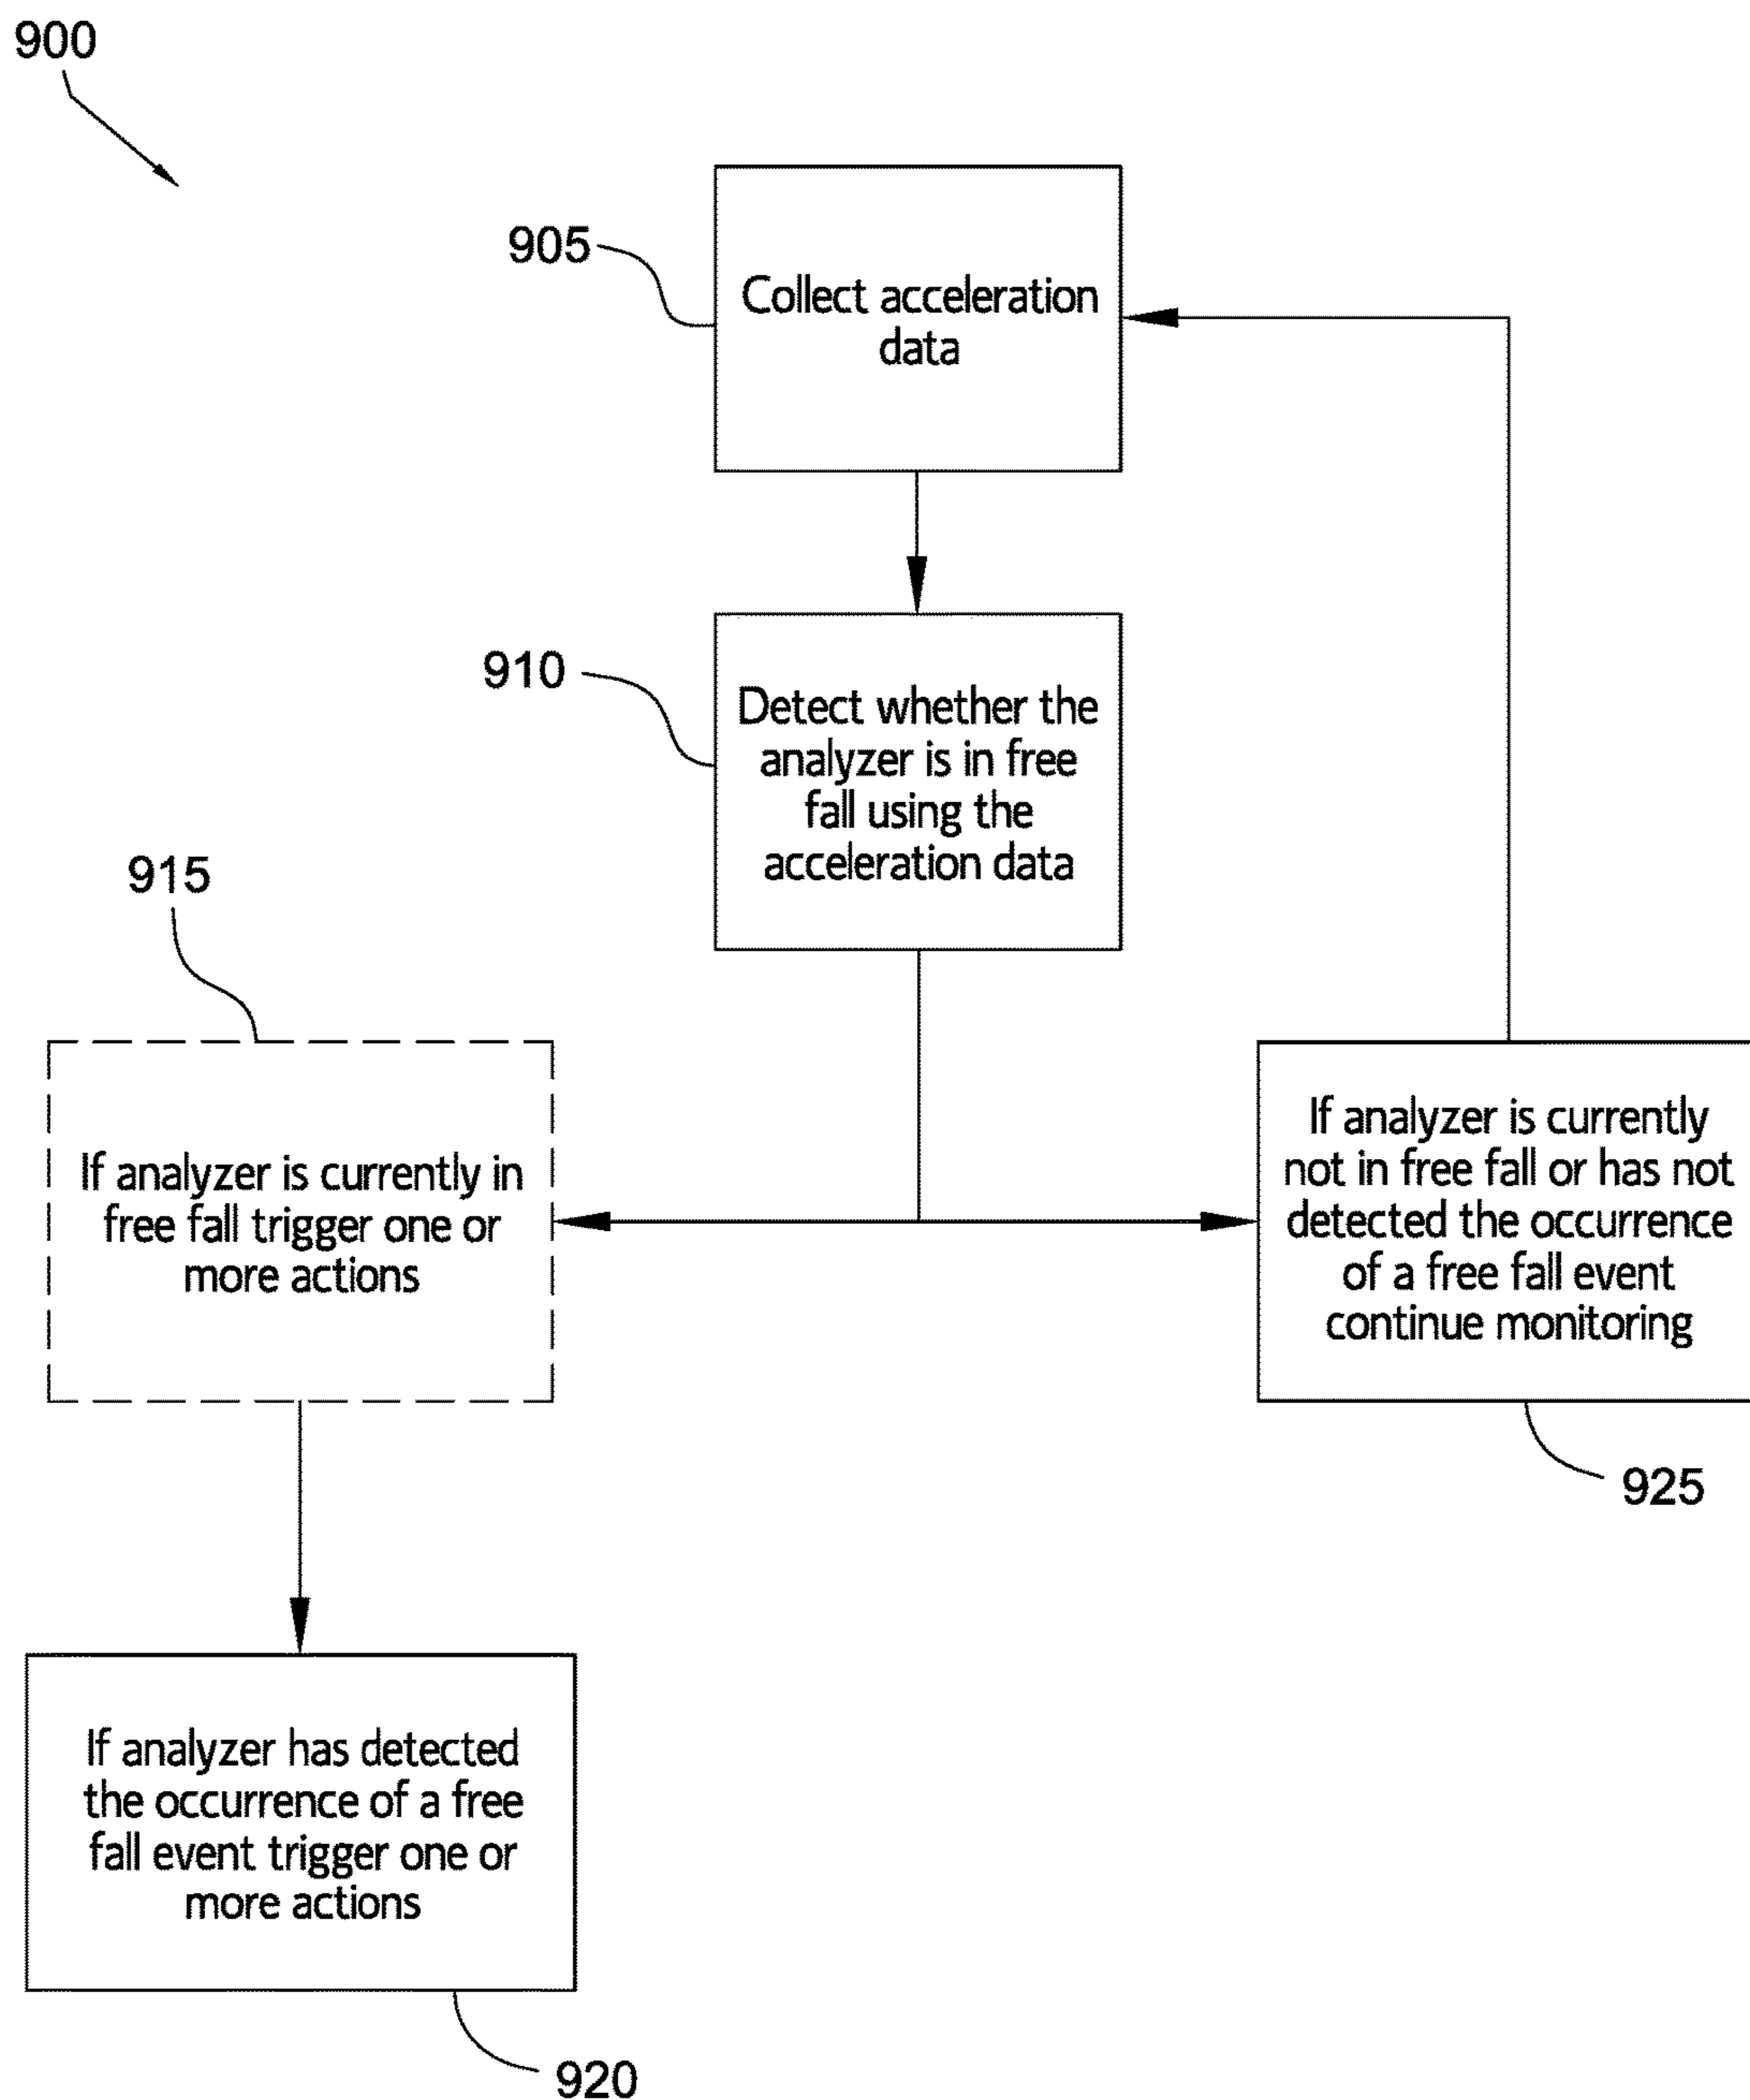 900
905
Collect acceleration
data
910
Detect whether the
analyzer is in free
fall using the
acceleration data
915
If analyzer is currently in
free fall trigger one or
more actions
If analyzer is currently
not in free fall or has not
detected the occurrence
of a free fall event
continue monitoring
925
If analyzer has detected
the occurrence of a free
fall event trigger one or
more actions
920